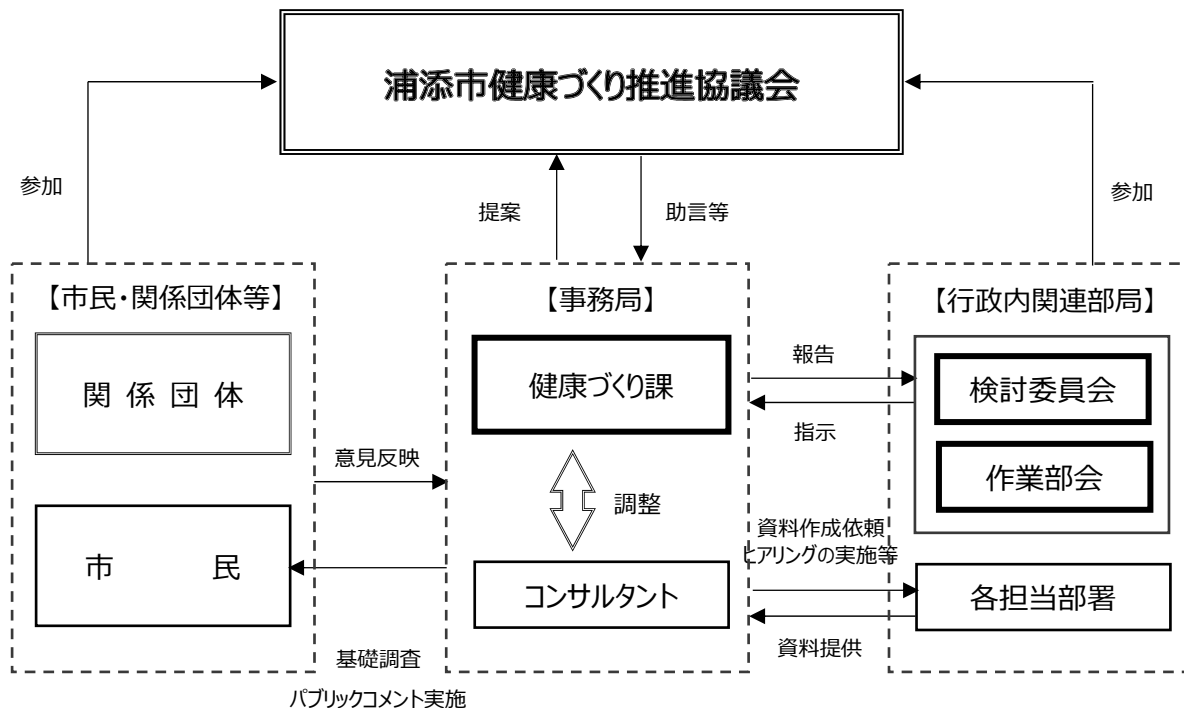 浦添市健康づくり推進協議会
参加
提案
助言等
参加
【市民・関係団体等】
関係団体
市民
意見反映
基礎調査
パブリックコメント実施
【事務局】
健康づくり課
調整
コンサルタント
報告
指示
資料作成依頼
ヒアリングの実施等
資料提供
【行政内関連部局】
検討委員会
作業部会
各担当部署